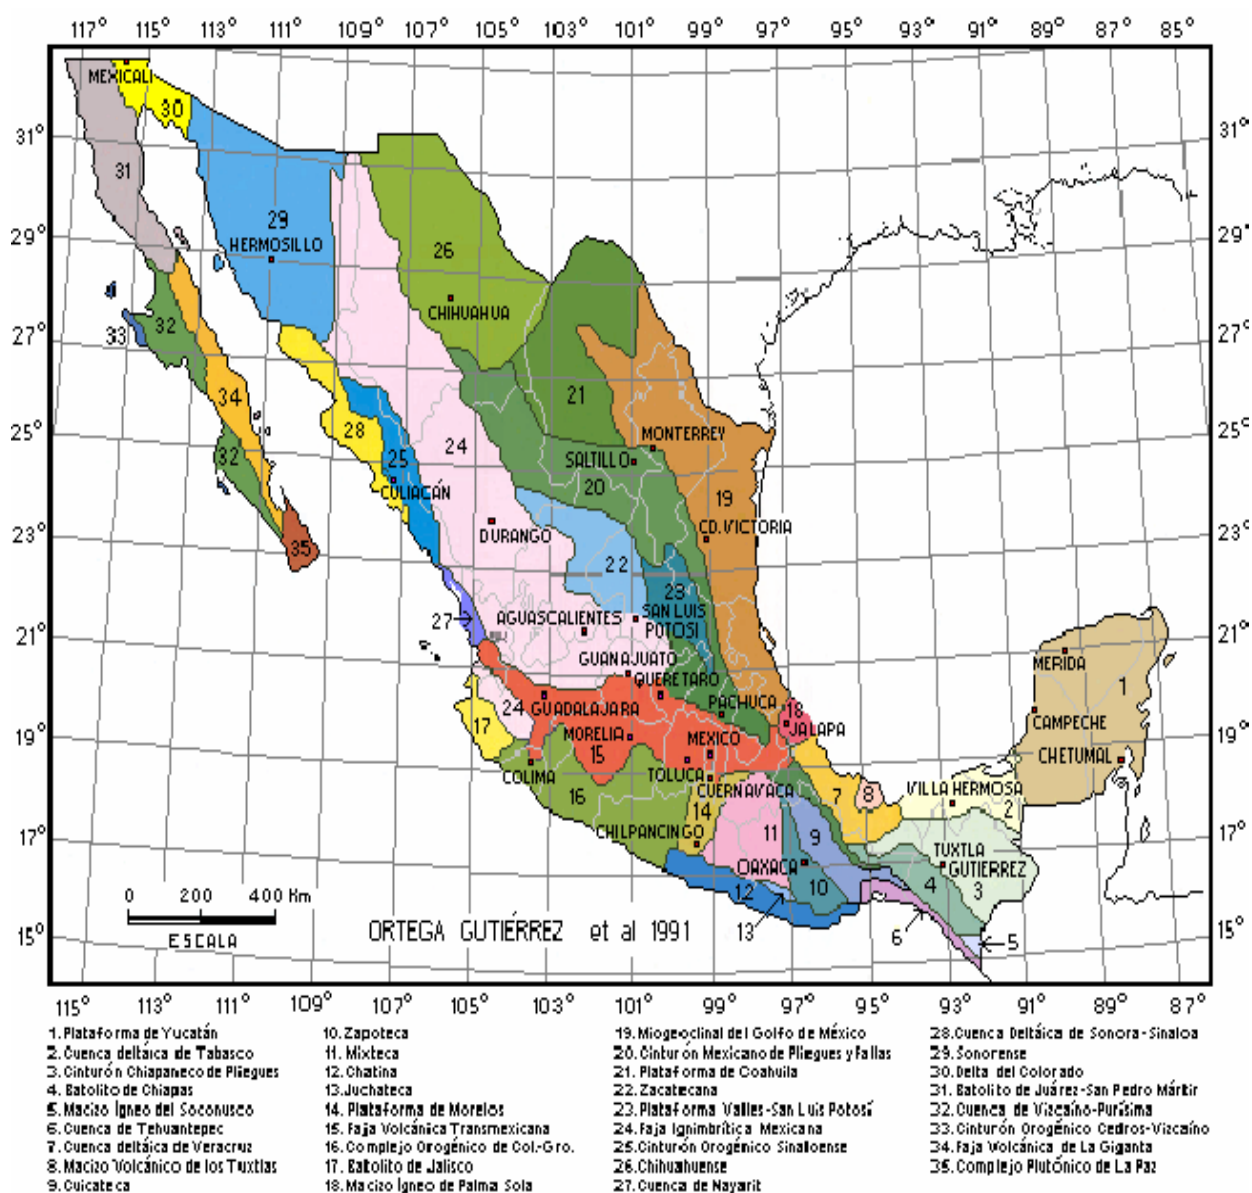 117° 115° 113° 111° 109° 107° 105° 103° 101° 99° 97° 95° 93° 91° 89° 87° 85°
MEXICALI
30
31° 31°
31
29
HERMOSILLO
26
29° 29°
CHIHUAHUA
33 32
27° 27°
34
21
28
25° 25°
24
MONTERREY
SALTILLO
32
25
CULIACÁN
20
19
CD. VICTORIA
23° 23°
DURANGO
35
22
23
SAN LUIS
POTOSI
27
AGUASCALIENTES
21° 21°
GUANAJUATO
QUERETARO
MERIDA
1
24
GUADALAJARA
PACHUCA
18
JALAPA
CAMPECHE
17
MORELIA
MEXICO
19° 19°
15
CHETUMAL
COLIMA
TOLUCA
CUERNAVACA
VILLA HERMOSA
16
7
8
2
14
CHILPANCINGO
11
9
17° 17°
TUXTLA
GUTIERREZ
OAXACA
10
4
3
12
0 200 400 Km
ESCALA
ORTEGA GUTIÉRREZ et al 1991
13
6
5
15° 15°
115° 113° 111° 109° 107° 105° 103° 101° 99° 97° 95° 93° 91° 89° 87°
1. Plataforma de Yucatán
2. Cuenca deltáica de Tabasco
3. Cinturón Chiapaneco de Pliegues
4. Batolito de Chiapas
5. Macizo Ígneo del Soconusco
6. Cuenca de Tehuantepec
7. Cuenca deltáica de Veracruz
8. Macizo Volcánico de los Tuxtlas
9. Cuicateca
10. Zapoteca
11. Mixteca
12. Chatina
13. Juchateca
14. Plataforma de Morelos
15. Faja Volcánica Transmexicana
16. Complejo Orogénico de Col.-Gro.
17. Batolito de Jalisco
18. Macizo Ígneo de Palma Sola
19. Miogeoclinal del Golfo de México
20. Cinturón Mexicano de Pliegues y Fallas
21. Plataforma de Coahuila
22. Zacatecana
23. Plataforma Valles-San Luis Potosí
24. Faja Ignimbrítica Mexicana
25. Cinturón Orogénico Sinaloense
26. Chihuahuense
27. Cuenca de Nayarit
28. Cuenca Deltáica de Sonora-Sinaloa
29. Sonorense
30. Delta del Colorado
31. Batolito de Juárez-San Pedro Mártir
32. Cuenca de Vizcaíno-Purísima
33. Cinturón Orogénico Cedros-Vizcaíno
34. Faja Volcánica de La Giganta
35. Complejo Plutónico de La Paz